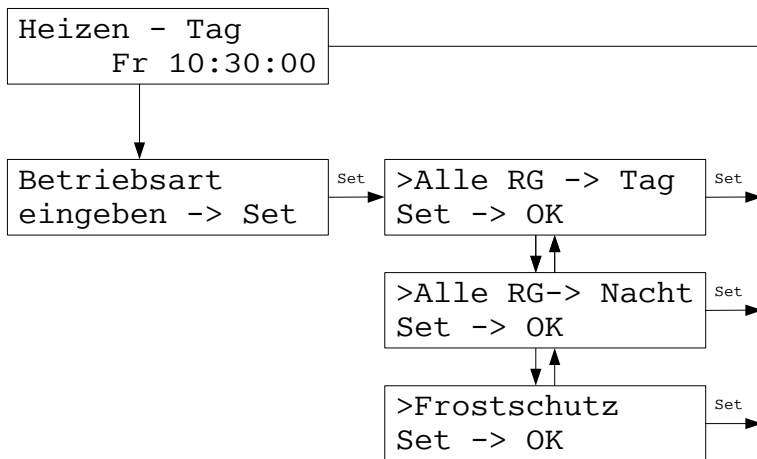 Heizen - Tag
Fr 10:30:00
Betriebsart
eingeben -> Set
Set
>Alle RG -> Tag
Set -> OK
Set
>Alle RG-> Nacht
Set -> OK
Set
>Frostschutz
Set -> OK
Set